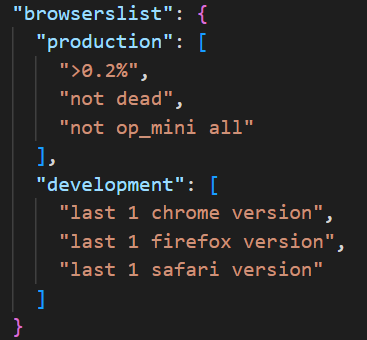 "browserslist": {
"production": [
">0.2%",
"not dead",
"not op_mini all"
],
"development": [
"last 1 chrome version",
"last 1 firefox version",
"last 1 safari version"
]
}